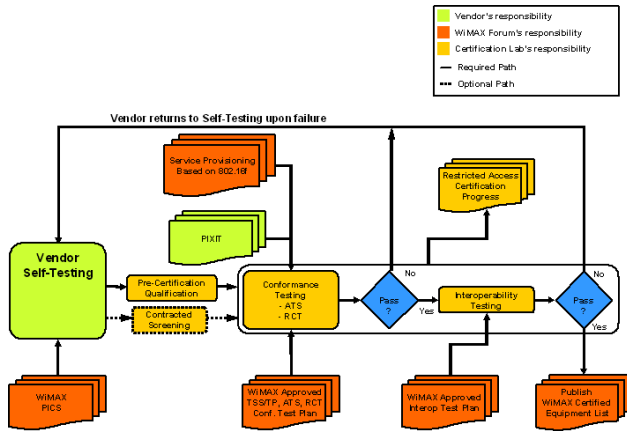 Vendor's responsibility
WiMAX Forum's responsibility
Certification Lab's responsibility
Required Path
Optional Path
Vendor returns to Self-Testing upon failure
Service Provisioning
Based on 802.16f
Restricted Access
Certification
Progress
PIXIT
Vendor
Self-Testing
Pre-Certification
Qualification
Contracted
Screening
Conformance
Testing
- ATS
- RCT
Pass
?
No
Yes
Interoperability
Testing
Pass
?
No
Yes
WiMAX
PICS
WiMAX Approved
TSS/TP, ATS, RCT
Conf. Test Plan
WiMAX Approved
Interop Test Plan
Publish
WiMAX Certified
Equipment List